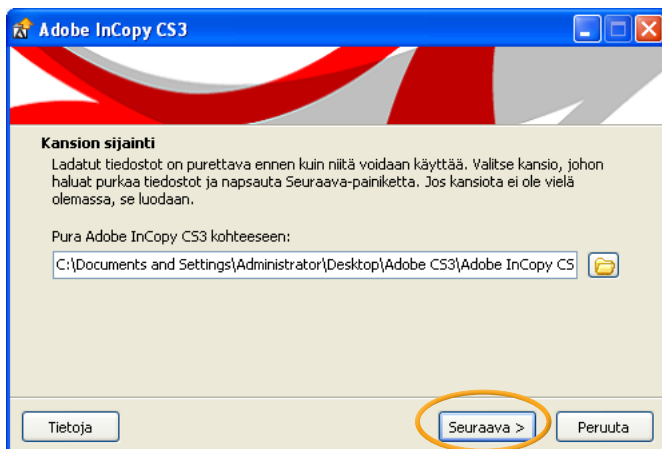 Adobe InCopy CS3
Kansion sijainti
Ladatut tiedostot on purettava ennen kuin niitä voidaan käyttää. Valitse kansio, johon
haluat purkaa tiedostot ja napsauta Seuraava-painiketta. Jos kansiota ei ole vielä
olemassa, se luodaan.
Pura Adobe InCopy CS3 kohteeseen:
C:\Documents and Settings\Administrator\Desktop\Adobe CS3\Adobe InCopy CS
Tietoja
Seuraava >
Peruuta